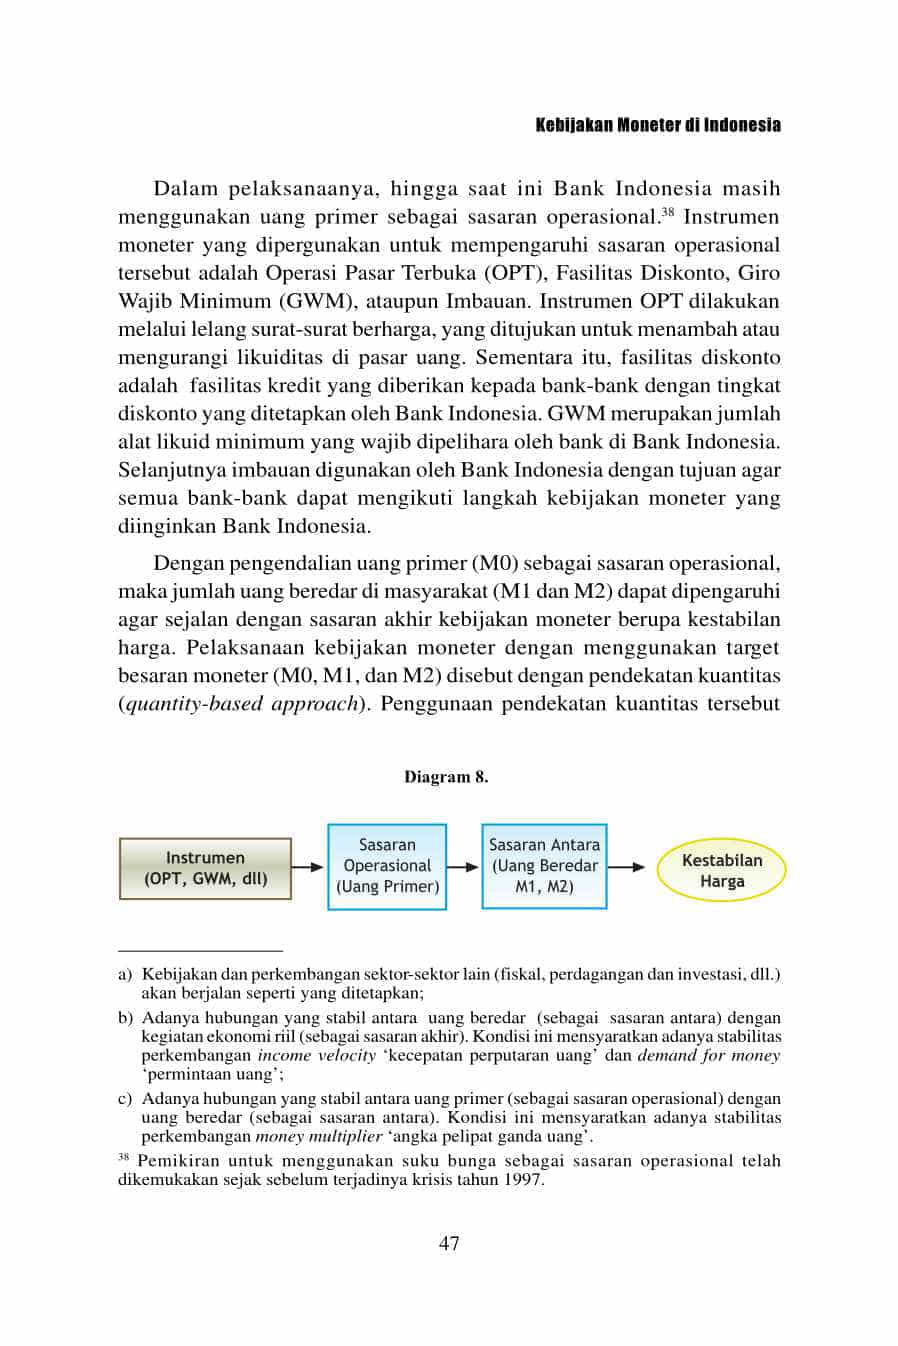 Kebijakan Moneter di Indonesia
Dalam pelaksanaanya, hingga saat ini Bank Indonesia masih
menggunakan uang primer sebagai sasaran operasional.38 Instrumen
moneter yang dipergunakan untuk mempengaruhi sasaran operasional
tersebut adalah Operasi Pasar Terbuka (OPT), Fasilitas Diskonto, Giro
Wajib Minimum (GWM), ataupun Imbauan. Instrumen OPT dilakukan
melalui lelang surat-surat berharga, yang ditujukan untuk menambah atau
mengurangi likuiditas di pasar uang. Sementara itu, fasilitas diskonto
adalah fasilitas kredit yang diberikan kepada bank-bank dengan tingkat
diskonto yang ditetapkan oleh Bank Indonesia. GWM merupakan jumlah
alat likuid minimum yang wajib dipelihara oleh bank di Bank Indonesia.
Selanjutnya imbauan digunakan oleh Bank Indonesia dengan tujuan agar
semua bank-bank dapat mengikuti langkah kebijakan moneter yang
diinginkan Bank Indonesia.
Dengan pengendalian uang primer (M0) sebagai sasaran operasional,
maka jumlah uang beredar di masyarakat (M1 dan M2) dapat dipengaruhi
agar sejalan dengan sasaran akhir kebijakan moneter berupa kestabilan
harga. Pelaksanaan kebijakan moneter dengan menggunakan target
besaran moneter (M0, M1, dan M2) disebut dengan pendekatan kuantitas
(quantity-based approach). Penggunaan pendekatan kuantitas tersebut
Diagram 8.
Instrumen
(OPT, GWM, dll)
Sasaran
Operasional
(Uang Primer)
Sasaran Antara
(Uang Beredar
M1, M2)
Kestabilan
Harga
a) Kebijakan dan perkembangan sektor-sektor lain (fiskal, perdagangan dan investasi, dll.)
akan berjalan seperti yang ditetapkan;
b) Adanya hubungan yang stabil antara uang beredar (sebagai sasaran antara) dengan
kegiatan ekonomi riil (sebagai sasaran akhir). Kondisi ini mensyaratkan adanya stabilitas
perkembangan income velocity ‘kecepatan perputaran uang’ dan demand for money
‘permintaan uang’;
c) Adanya hubungan yang stabil antara uang primer (sebagai sasaran operasional) dengan
uang beredar (sebagai sasaran antara). Kondisi ini mensyaratkan adanya stabilitas
perkembangan money multiplier ‘angka pelipat ganda uang’.
38 Pemikiran untuk menggunakan suku bunga sebagai sasaran operasional telah
dikemukakan sejak sebelum terjadinya krisis tahun 1997.
47